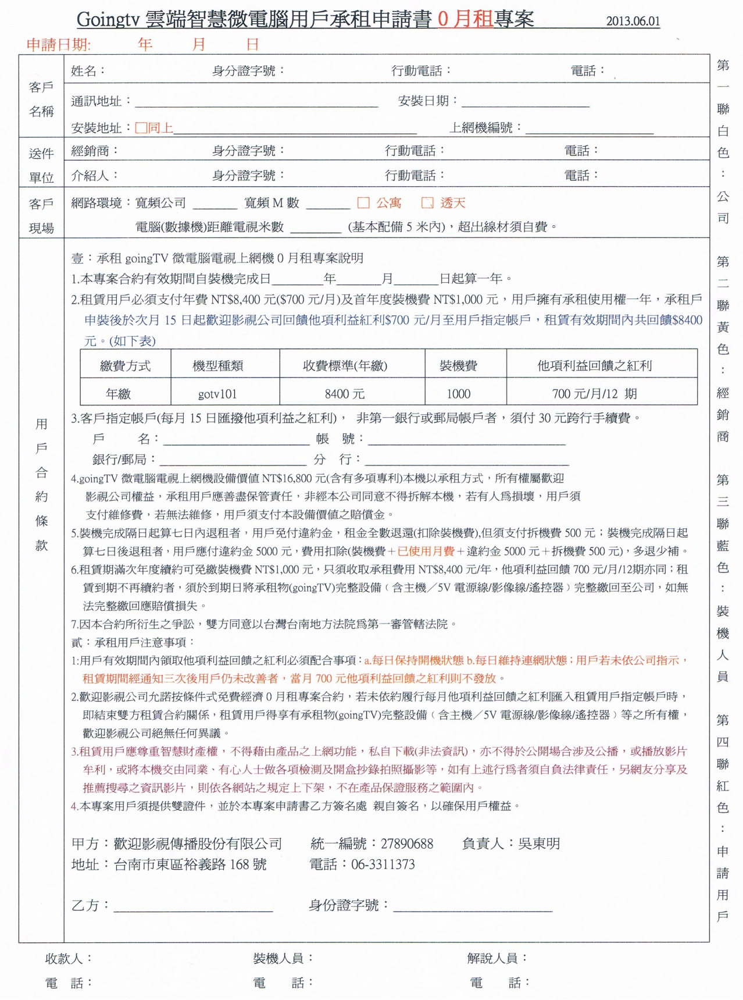 Goingtv 雲端智慧微電腦用戶承租申請書 0 月租專案 2013.06.01
申請日期: 年 月 日
客戶名稱
姓名： 身分證字號： 行動電話： 電話：
通訊地址：＿＿＿＿ 安裝日期：＿＿＿＿
安裝地址：□同上＿＿＿＿ 上網機編號：＿＿＿＿
送件單位
經銷商： 身分證字號： 行動電話： 電話：
介紹人： 身分證字號： 行動電話： 電話：
客戶現場
網路環境：寬頻公司 ＿＿＿ 寬頻 M 數 ＿＿＿ □ 公寓 □ 透天
電腦(數據機)距離電視米數 ＿＿＿ (基本配備 5 米內)，超出線材須自費。
用戶合約條款
壹：承租 goingTV 微電腦電視上網機 0 月租專案說明
1.本專案合約有效期間自裝機完成日＿＿＿年＿＿＿月＿＿＿日起算一年。
2.租賃用戶必須支付年費 NT$8,400 元($700 元/月)及首年度裝機費 NT$1,000 元，用戶擁有承租使用權一年，承租戶
申裝後於次月 15 日起歡迎影視公司回饋他項利益紅利$700 元/月至用戶指定帳戶，租賃有效期間內共回饋$8400
元。(如下表)
繳費方式 機型種類 收費標準(年繳) 裝機費 他項利益回饋之紅利
年繳 gotv101 8400 元 1000 700 元/月/12 期
3.客戶指定帳戶(每月 15 日匯撥他項利益之紅利)， 非第一銀行或郵局帳戶者，須付 30 元跨行手續費。
戶 名：＿＿＿＿ 帳 號：＿＿＿＿
銀行/郵局：＿＿＿＿ 分 行：＿＿＿＿
4.goingTV 微電腦電視上網機設備價值 NT$16,800 元(含有多項專利)本機以承租方式，所有權屬歡迎
影視公司權益，承租用戶應善盡保管責任，非經本公司同意不得拆解本機，若有人為損壞，用戶須
支付維修費，若無法維修，用戶須支付本設備價值之賠償金。
5.裝機完成隔日起算七日內退租者，用戶免付違約金，租金全數退還(扣除裝機費),但須支付拆機費 500 元；裝機完成隔日起
算七日後退租者，用戶應付違約金 5000 元，費用扣除(裝機費＋已使用月費＋違約金 5000 元＋拆機費 500 元)，多退少補。
6.租賃期滿次年度續約可免繳裝機費 NT$1,000 元，只須收取承租費用 NT$8,400 元/年，他項利益回饋 700 元/月/12期亦同；租
賃到期不再續約者，須於到期日將承租物(goingTV)完整設備﹙含主機／5V 電源線/影像線/遙控器﹚完整繳回至公司，如無
法完整繳回應賠償損失。
7.因本合約所衍生之爭訟，雙方同意以台灣台南地方法院為第一審管轄法院。
貳：承租用戶注意事項：
1:用戶有效期間內領取他項利益回饋之紅利必須配合事項：a.每日保持開機狀態 b.每日維持連網狀態；用戶若未依公司指示，
租賃期間經通知三次後用戶仍未改善者，當月 700 元他項利益回饋之紅利則不發放。
2.歡迎影視公司允諾按條件式免費經濟 0 月租專案合約，若未依約履行每月他項利益回饋之紅利匯入租賃用戶指定帳戶時，
即結束雙方租賃合約關係，租賃用戶得享有承租物(goingTV)完整設備﹙含主機／5V 電源線/影像線/遙控器﹚等之所有權，
歡迎影視公司絕無任何異議。
3.租賃用戶應尊重智慧財產權，不得藉由產品之上網功能，私自下載(非法資訊)，亦不得於公開場合涉及公播，或播放影片
牟利，或將本機交由同業、有心人士做各項檢測及開盒抄錄拍照攝影等，如有上述行為者須自負法律責任，另網友分享及
推薦搜尋之資訊影片，則依各網站之規定上下架，不在產品保證服務之範圍內。
4.本專案用戶須提供雙證件，並於本專案申請書乙方簽名處 親自簽名，以確保用戶權益。
甲方：歡迎影視傳播股份有限公司 統一編號：27890688 負責人：吳東明
地址：台南市東區裕義路 168 號 電話：06-3311373
乙方：＿＿＿＿ 身份證字號：＿＿＿＿
收款人： 裝機人員： 解說人員：
電 話： 電 話： 電 話：
第一聯白色：公司 第二聯黃色：經銷商 第三聯藍色：裝機人員 第四聯紅色：申請用戶